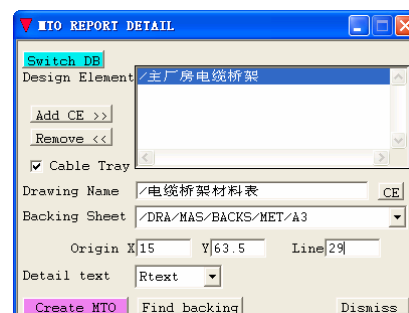 MTO REPORT DETAIL
Switch DB
Design Element /主厂房电缆桥架
Add CE >>
Remove <<
Cable Tray
Drawing Name /电缆桥架材料表 CE
Backing Sheet /DRA/MAS/BACKS/MET/A3
Origin X 15 Y 63.5 Line 29
Detail text Rtext
Create MTO Find backing Dismiss